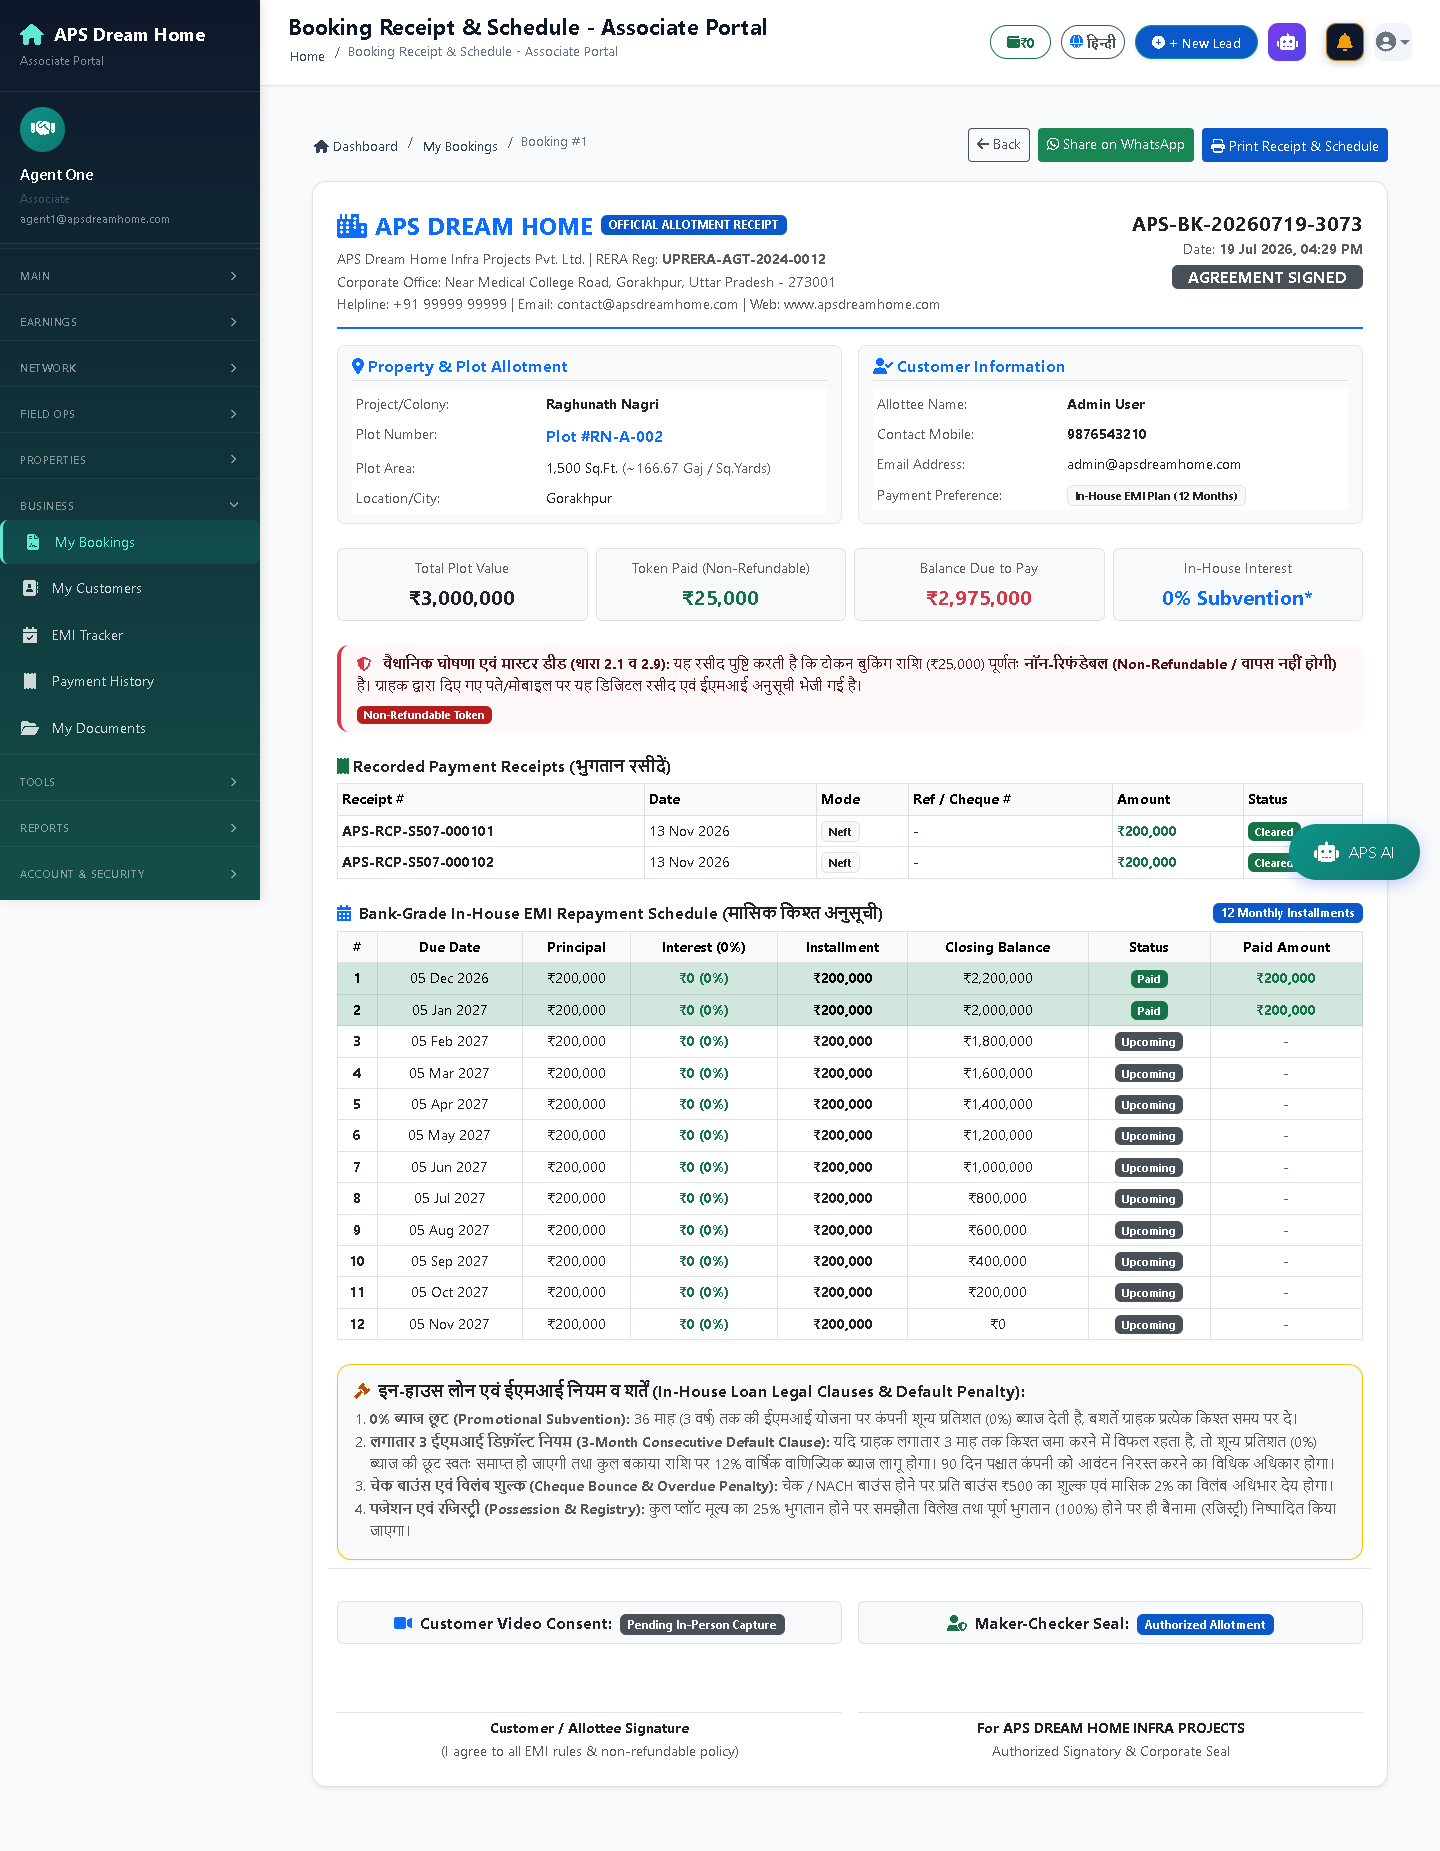 APS Dream Home
Associate Portal
Agent One
Associate
agent1@apsdreamhome.com
MAIN
EARNINGS
NETWORK
FIELD OPS
PROPERTIES
BUSINESS
My Bookings
My Customers
EMI Tracker
Payment History
My Documents
TOOLS
REPORTS
ACCOUNT & SECURITY
Booking Receipt & Schedule - Associate Portal
Home / Booking Receipt & Schedule - Associate Portal
₹0
हिन्दी
+ New Lead
Dashboard / My Bookings / Booking #1
Back
Share on WhatsApp
Print Receipt & Schedule
APS DREAM HOME OFFICIAL ALLOTMENT RECEIPT
APS Dream Home Infra Projects Pvt. Ltd. | RERA Reg: UPRERA-AGT-2024-0012
Corporate Office: Near Medical College Road, Gorakhpur, Uttar Pradesh - 273001
Helpline: +91 99999 99999 | Email: contact@apsdreamhome.com | Web: www.apsdreamhome.com
APS-BK-20260719-3073
Date: 19 Jul 2026, 04:29 PM
AGREEMENT SIGNED
Property & Plot Allotment
Project/Colony: Raghunath Nagri
Plot Number: Plot #RN-A-002
Plot Area: 1,500 Sq.Ft. (~166.67 Gaj / Sq.Yards)
Location/City: Gorakhpur
Customer Information
Allottee Name: Admin User
Contact Mobile: 9876543210
Email Address: admin@apsdreamhome.com
Payment Preference: In-House EMI Plan (12 Months)
Total Plot Value
₹3,000,000
Token Paid (Non-Refundable)
₹25,000
Balance Due to Pay
₹2,975,000
In-House Interest
0% Subvention*
वैधानिक घोषणा एवं मास्टर डीड (धारा 2.1 व 2.9): यह रसीद पुष्टि करती है कि टोकन बुकिंग राशि (₹25,000) पूर्णतः नॉन-रिफंडेबल (Non-Refundable / वापस नहीं होगी)
है। ग्राहक द्वारा दिए गए पते/मोबाइल पर यह डिजिटल रसीद एवं ईएमआई अनुसूची भेजी गई है।
Non-Refundable Token
Recorded Payment Receipts (भुगतान रसीदें)
Receipt # Date Mode Ref / Cheque # Amount Status
APS-RCP-S507-000101 13 Nov 2026 Neft - ₹200,000 Cleared
APS-RCP-S507-000102 13 Nov 2026 Neft - ₹200,000 Cleared
APS AI
Bank-Grade In-House EMI Repayment Schedule (मासिक किश्त अनुसूची) 12 Monthly Installments
# Due Date Principal Interest (0%) Installment Closing Balance Status Paid Amount
1 05 Dec 2026 ₹200,000 ₹0 (0%) ₹200,000 ₹2,200,000 Paid ₹200,000
2 05 Jan 2027 ₹200,000 ₹0 (0%) ₹200,000 ₹2,000,000 Paid ₹200,000
3 05 Feb 2027 ₹200,000 ₹0 (0%) ₹200,000 ₹1,800,000 Upcoming -
4 05 Mar 2027 ₹200,000 ₹0 (0%) ₹200,000 ₹1,600,000 Upcoming -
5 05 Apr 2027 ₹200,000 ₹0 (0%) ₹200,000 ₹1,400,000 Upcoming -
6 05 May 2027 ₹200,000 ₹0 (0%) ₹200,000 ₹1,200,000 Upcoming -
7 05 Jun 2027 ₹200,000 ₹0 (0%) ₹200,000 ₹1,000,000 Upcoming -
8 05 Jul 2027 ₹200,000 ₹0 (0%) ₹200,000 ₹800,000 Upcoming -
9 05 Aug 2027 ₹200,000 ₹0 (0%) ₹200,000 ₹600,000 Upcoming -
10 05 Sep 2027 ₹200,000 ₹0 (0%) ₹200,000 ₹400,000 Upcoming -
11 05 Oct 2027 ₹200,000 ₹0 (0%) ₹200,000 ₹200,000 Upcoming -
12 05 Nov 2027 ₹200,000 ₹0 (0%) ₹200,000 ₹0 Upcoming -
इन-हाउस लोन एवं ईएमआई नियम व शर्तें (In-House Loan Legal Clauses & Default Penalty):
1. 0% ब्याज छूट (Promotional Subvention): 36 माह (3 वर्ष) तक की ईएमआई योजना पर कंपनी शून्य प्रतिशत (0%) ब्याज देती है, बशर्ते ग्राहक प्रत्येक किश्त समय पर दे।
2. लगातार 3 ईएमआई डिफ़ॉल्ट नियम (3-Month Consecutive Default Clause): यदि ग्राहक लगातार 3 माह तक किश्त जमा करने में विफल रहता है, तो शून्य प्रतिशत (0%)
ब्याज की छूट स्वतः समाप्त हो जाएगी तथा कुल बकाया राशि पर 12% वार्षिक वाणिज्यिक ब्याज लागू होगा। 90 दिन पश्चात कंपनी को आवंटन निरस्त करने का विधिक अधिकार होगा।
3. चेक बाउंस एवं विलंब शुल्क (Cheque Bounce & Overdue Penalty): चेक / NACH बाउंस होने पर प्रति बाउंस ₹500 का शुल्क एवं मासिक 2% का विलंब अधिभार देय होगा।
4. पजेशन एवं रजिस्ट्री (Possession & Registry): कुल प्लॉट मूल्य का 25% भुगतान होने पर समझौता विलेख तथा पूर्ण भुगतान (100%) होने पर ही बैनामा (रजिस्ट्री) निष्पादित किया
जाएगा।
Customer Video Consent: Pending In-Person Capture
Maker-Checker Seal: Authorized Allotment
Customer / Allottee Signature
(I agree to all EMI rules & non-refundable policy)
For APS DREAM HOME INFRA PROJECTS
Authorized Signatory & Corporate Seal